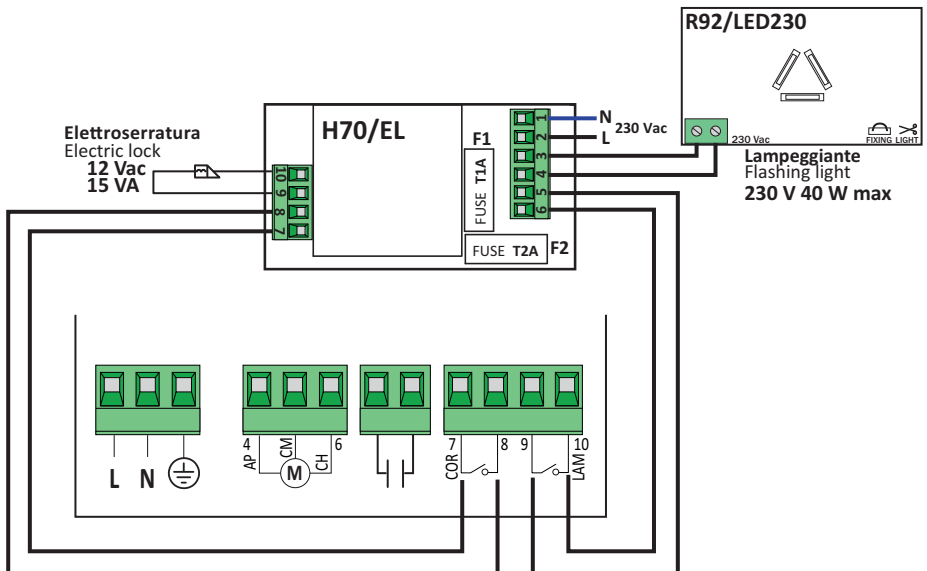 R92/LED230
230 Vac
FIXING LIGHT
Lampeggiante
Flashing light
230 V 40 W max
Elettroserratura
Electric lock
12 Vac
15 VA
H70/EL
F1
FUSE T1A
FUSE T2A F2
1
2
3
4
5
6
N
L
230 Vac
10
9
8
7
L N
4 6
AP CM CH
M
7 8 9 10
COR LAM